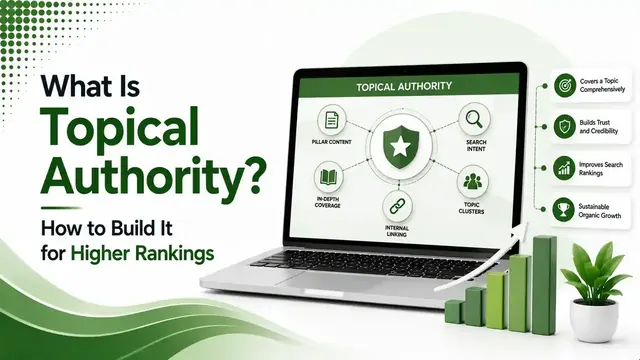 What Is
Topical
Authority?
How to Build It
for Higher Rankings
TOPICAL AUTHORITY
PILLAR CONTENT
SEARCH
INTENT
IN-DEPTH
COVERAGE
TOPIC
CLUSTERS
INTERNAL
LINKING
Covers a Topic
Comprehensively
Builds Trust
and Credibility
Improves Search
Rankings
Sustainable
Organic Growth